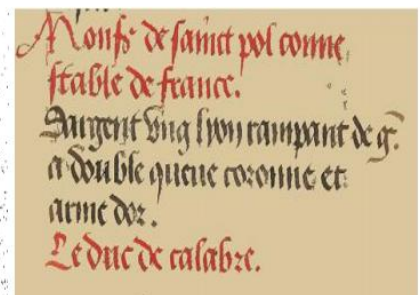 Monsr de sainct pol conne
stable de france.
Dargent ung lyon rampant de g.
a double queue coronne et
arme dor.
Le duc de calabre.